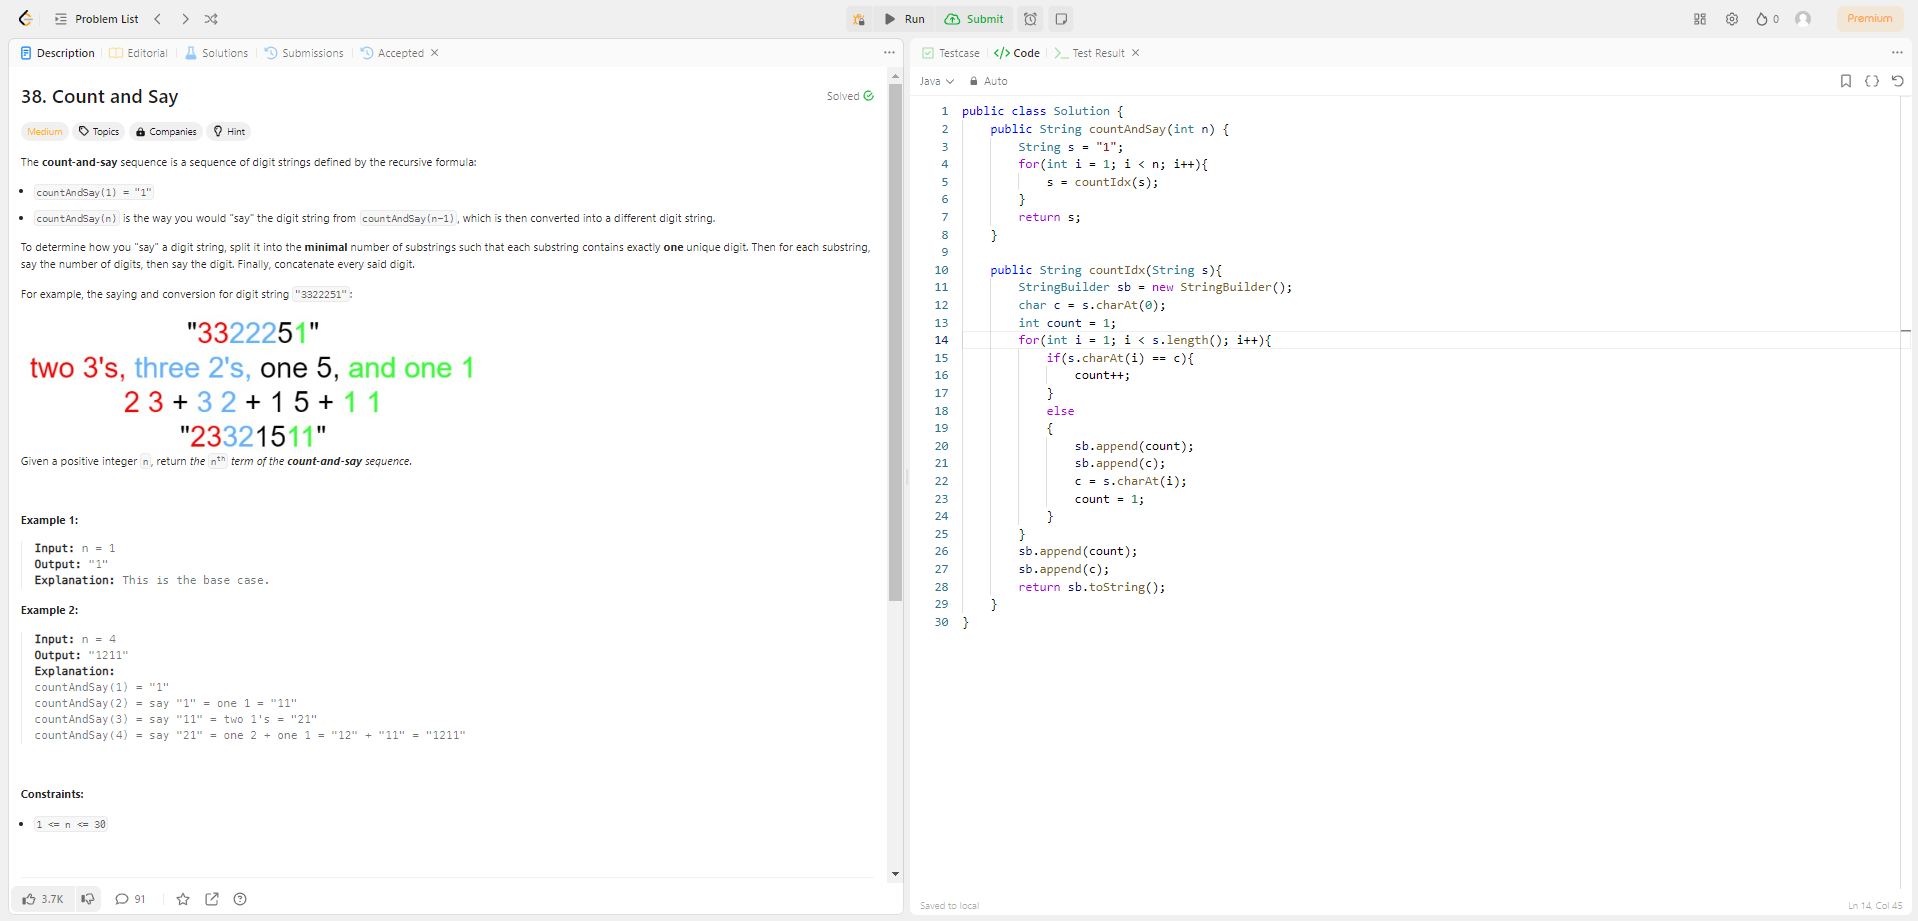 Problem List
Run
Submit
0
Premium
Description
Editorial
Solutions
Submissions
Accepted
38. Count and Say
Solved
Medium
Topics
Companies
Hint
The count-and-say sequence is a sequence of digit strings defined by the recursive formula:
• countAndSay(1) = "1"
• countAndSay(n) is the way you would "say" the digit string from countAndSay(n-1), which is then converted into a different digit string.
To determine how you "say" a digit string, split it into the minimal number of substrings such that each substring contains exactly one unique digit. Then for each substring,
say the number of digits, then say the digit. Finally, concatenate every said digit.
For example, the saying and conversion for digit string "3322251":
"3322251"
two 3's, three 2's, one 5, and one 1
2 3 + 3 2 + 1 5 + 1 1
"23321511"
Given a positive integer n, return the nth term of the count-and-say sequence.
Example 1:
Input: n = 1
Output: "1"
Explanation: This is the base case.
Example 2:
Input: n = 4
Output: "1211"
Explanation:
countAndSay(1) = "1"
countAndSay(2) = say "1" = one 1 = "11"
countAndSay(3) = say "11" = two 1's = "21"
countAndSay(4) = say "21" = one 2 + one 1 = "12" + "11" = "1211"
Constraints:
• 1 <= n <= 30
3.7K
91
Testcase
Code
Test Result
Java
Auto
1 public class Solution {
2     public String countAndSay(int n) {
3         String s = "1";
4         for(int i = 1; i < n; i++){
5             s = countIdx(s);
6         }
7         return s;
8     }
9
10     public String countIdx(String s){
11         StringBuilder sb = new StringBuilder();
12         char c = s.charAt(0);
13         int count = 1;
14         for(int i = 1; i < s.length(); i++){
15             if(s.charAt(i) == c){
16                 count++;
17             }
18             else
19             {
20                 sb.append(count);
21                 sb.append(c);
22                 c = s.charAt(i);
23                 count = 1;
24             }
25         }
26         sb.append(count);
27         sb.append(c);
28         return sb.toString();
29     }
30 }
Saved to local
Ln 14, Col 45